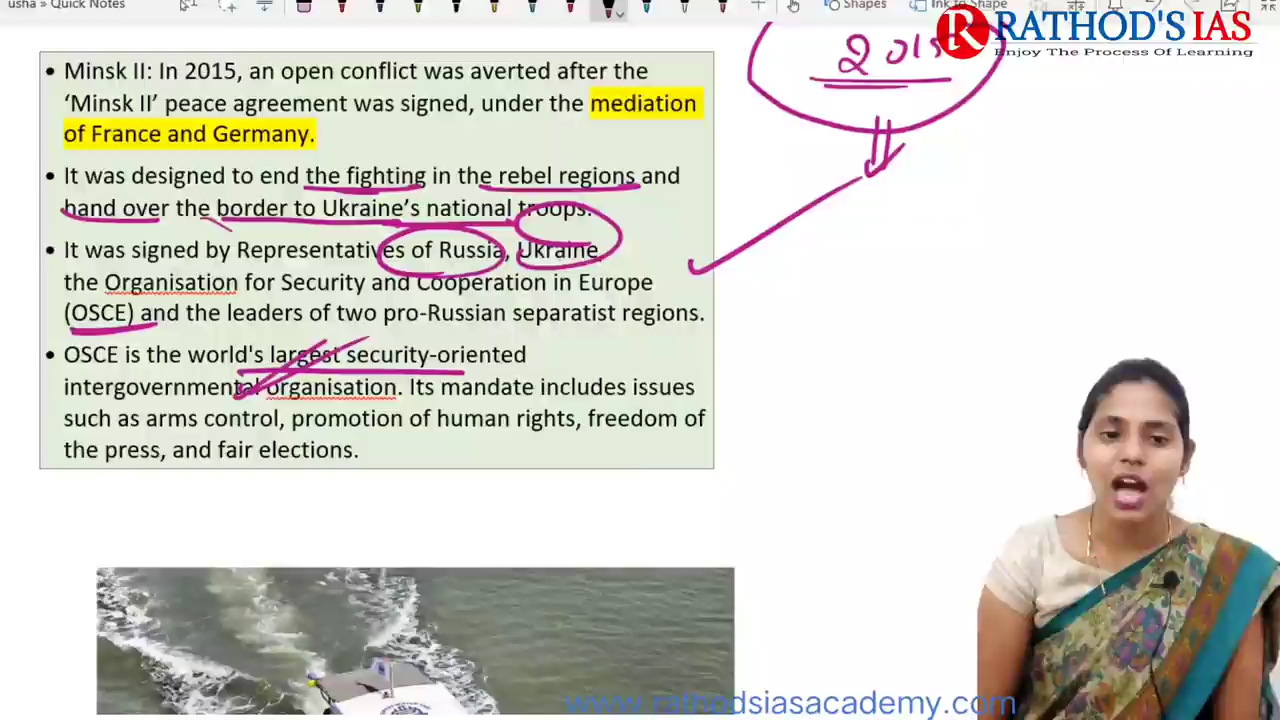 usha » Quick Notes
Shapes
Ink to Shape
RATHOD'S IAS
Enjoy The Process Of Learning
2015
• Minsk II: In 2015, an open conflict was averted after the
‘Minsk II’ peace agreement was signed, under the mediation
of France and Germany.
• It was designed to end the fighting in the rebel regions and
hand over the border to Ukraine’s national troops.
• It was signed by Representatives of Russia, Ukraine,
the Organisation for Security and Cooperation in Europe
(OSCE) and the leaders of two pro-Russian separatist regions.
• OSCE is the world's largest security-oriented
intergovernmental organisation. Its mandate includes issues
such as arms control, promotion of human rights, freedom of
the press, and fair elections.
www.rathodsiasacademy.com